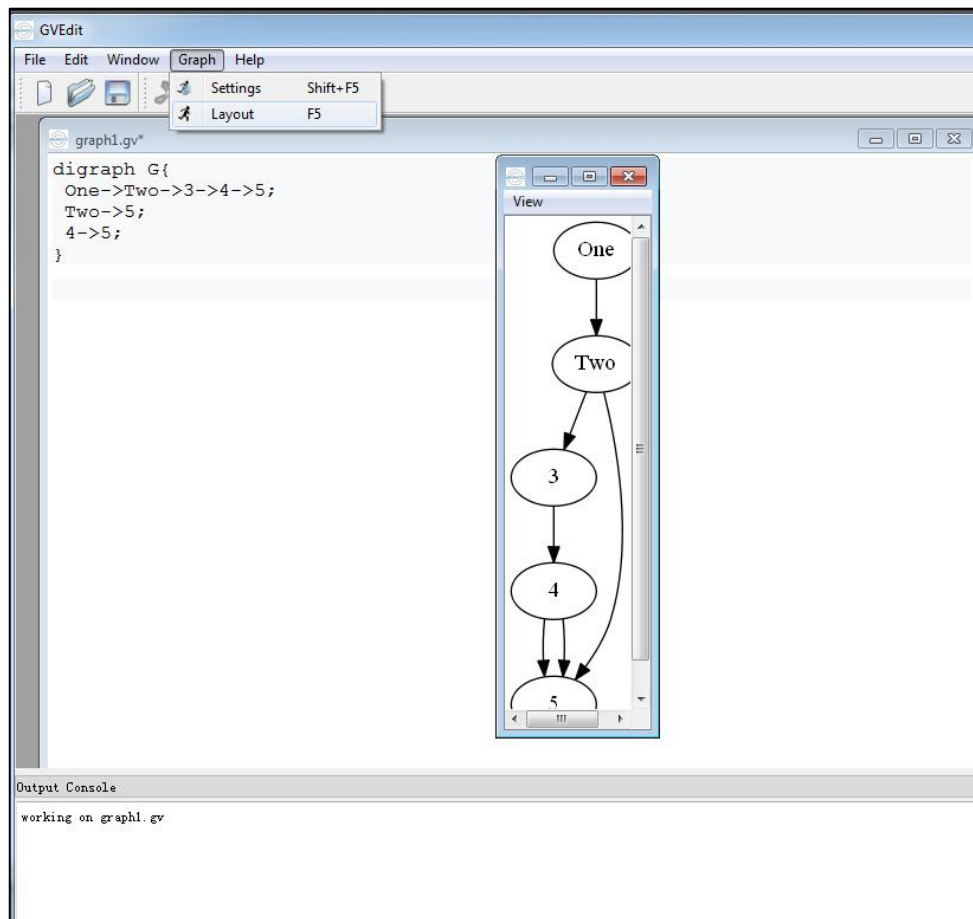 GVEdit
File Edit Window Graph Help
Settings Shift+F5
Layout F5
graph1.gv*
digraph G{
One->Two->3->4->5;
Two->5;
4->5;
}
View
One
Two
3
4
5
Output Console
working on graph1.gv